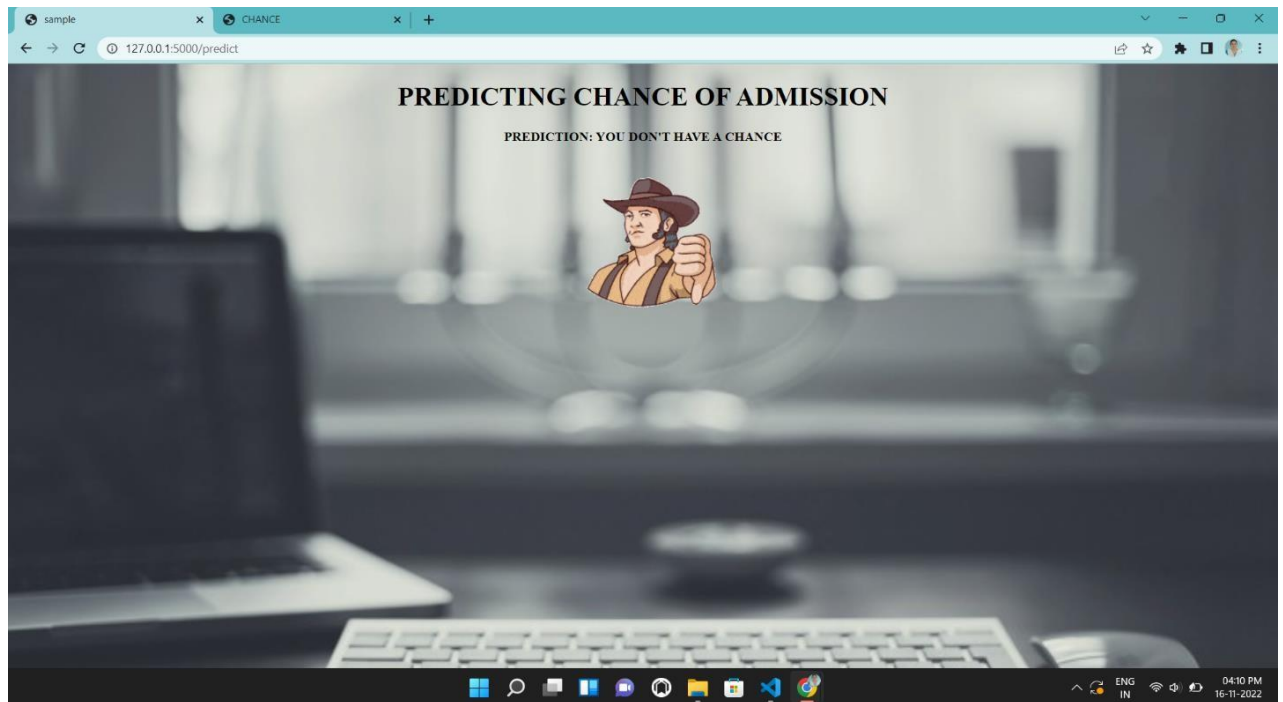 sample
CHANCE
127.0.0.1:5000/predict
PREDICTING CHANCE OF ADMISSION
PREDICTION: YOU DON'T HAVE A CHANCE
ENG
IN
04:10 PM
16-11-2022